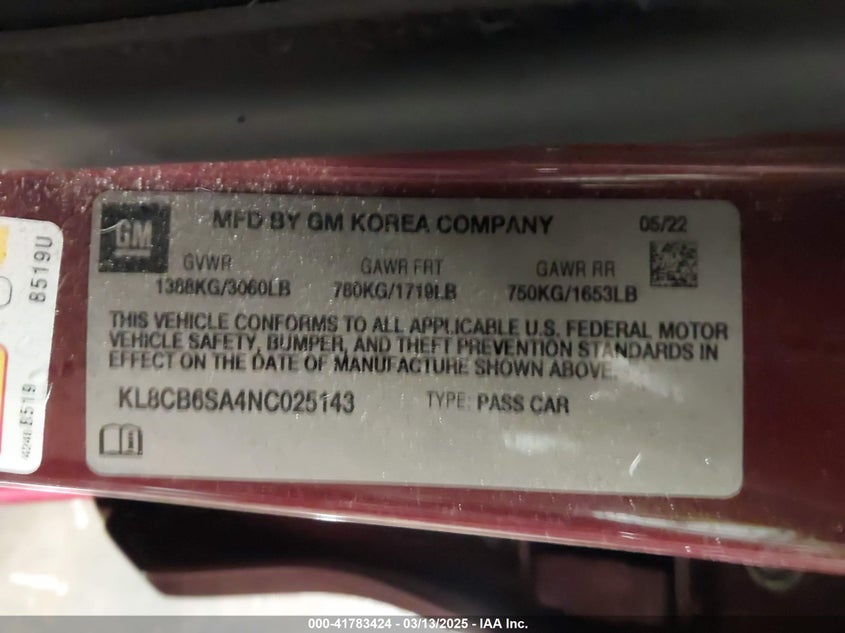 GM
MFD BY GM KOREA COMPANY 05/22
GVWR GAWR FRT GAWR RR
1388KG/3060LB 780KG/1719LB 750KG/1653LB
THIS VEHICLE CONFORMS TO ALL APPLICABLE U.S. FEDERAL MOTOR
VEHICLE SAFETY, BUMPER, AND THEFT PREVENTION STANDARDS IN
EFFECT ON THE DATE OF MANUFACTURE SHOWN ABOVE.
KL8CB6SA4NC025143 TYPE: PASS CAR
8519U
8519
000-41783424 - 03/13/2025 - IAA, Inc.